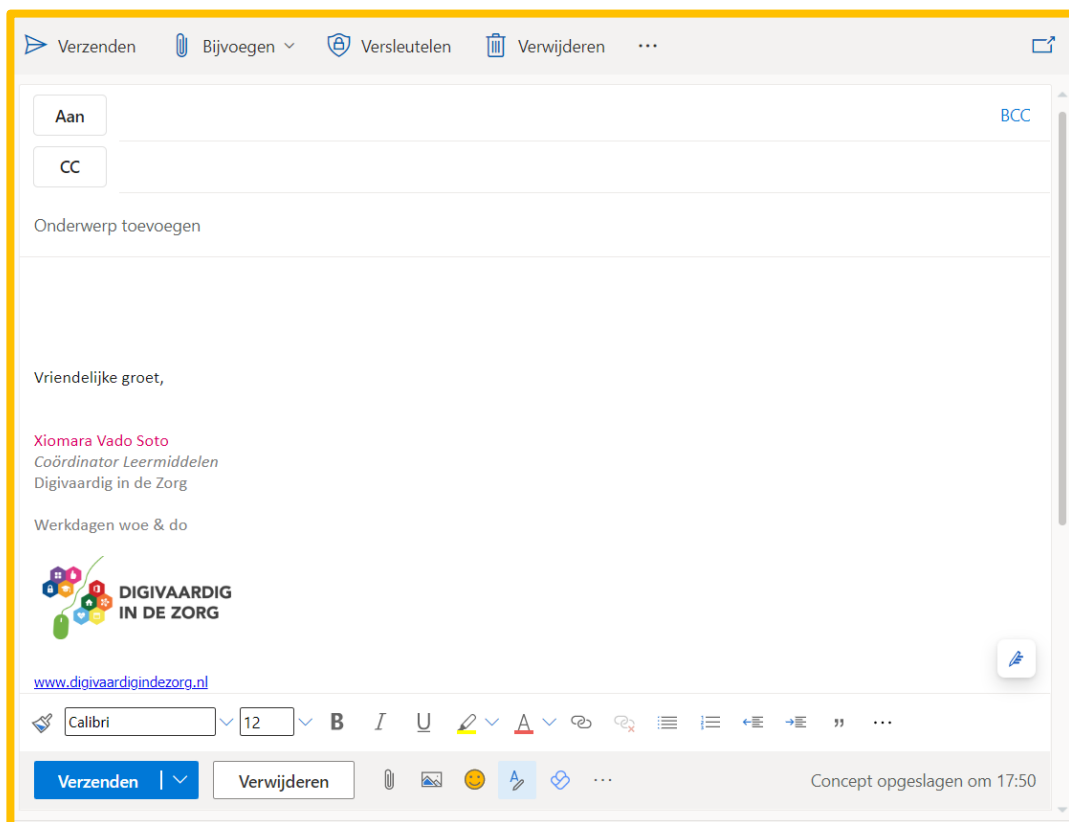 Verzenden Bijvoegen Versleutelen Verwijderen ...
Aan BCC
CC
Onderwerp toevoegen
Vriendelijke groet,
Xiomara Vado Soto
Coördinator Leermiddelen
Digivaardig in de Zorg
Werkdagen woe & do
DIGIVAARDIG
IN DE ZORG
www.digivaardigindezorg.nl
Calibri 12 B I U A ” ...
Verzenden Verwijderen ... Concept opgeslagen om 17:50